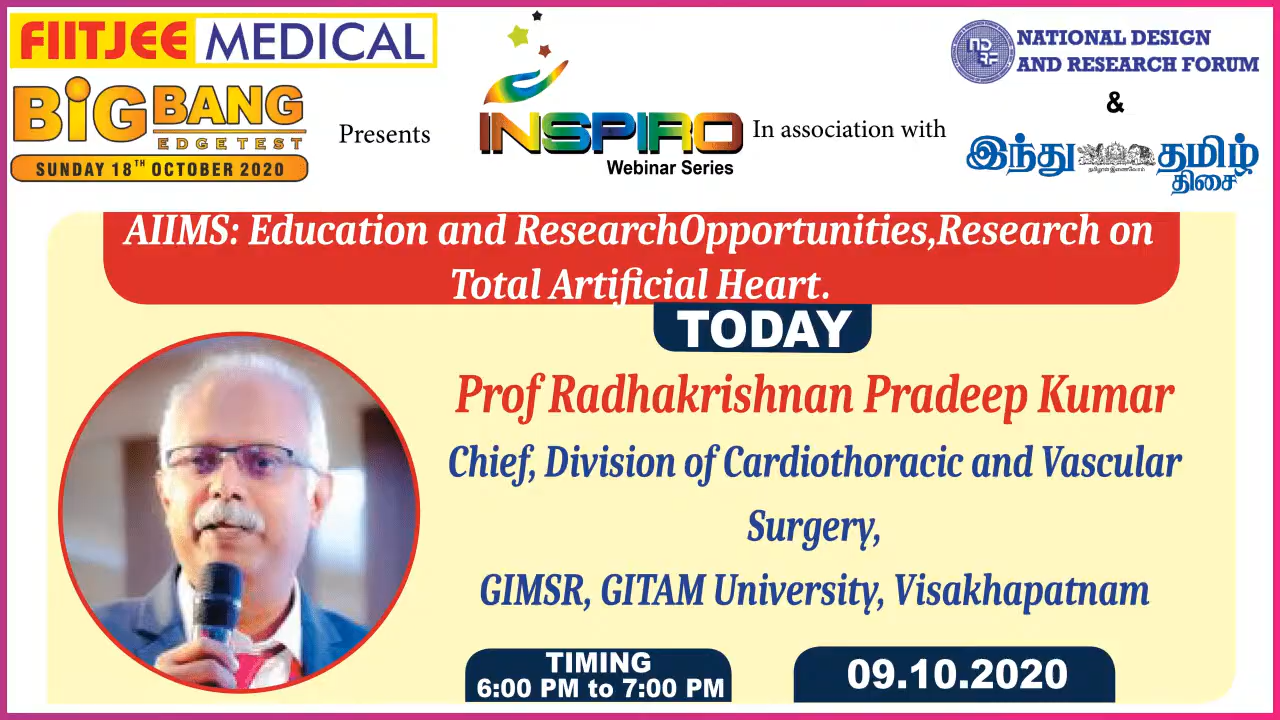 FIITJEE MEDICAL
BIG BANG
EDGE TEST
SUNDAY 18TH OCTOBER 2020
Presents
INSPIRO
Webinar Series
In association with
NATIONAL DESIGN
AND RESEARCH FORUM
&
இந்து தமிழ்
திசை
AIIMS: Education and ResearchOpportunities,Research on
Total Artificial Heart.
TODAY
Prof Radhakrishnan Pradeep Kumar
Chief, Division of Cardiothoracic and Vascular
Surgery,
GIMSR, GITAM University, Visakhapatnam
TIMING
6:00 PM to 7:00 PM
09.10.2020